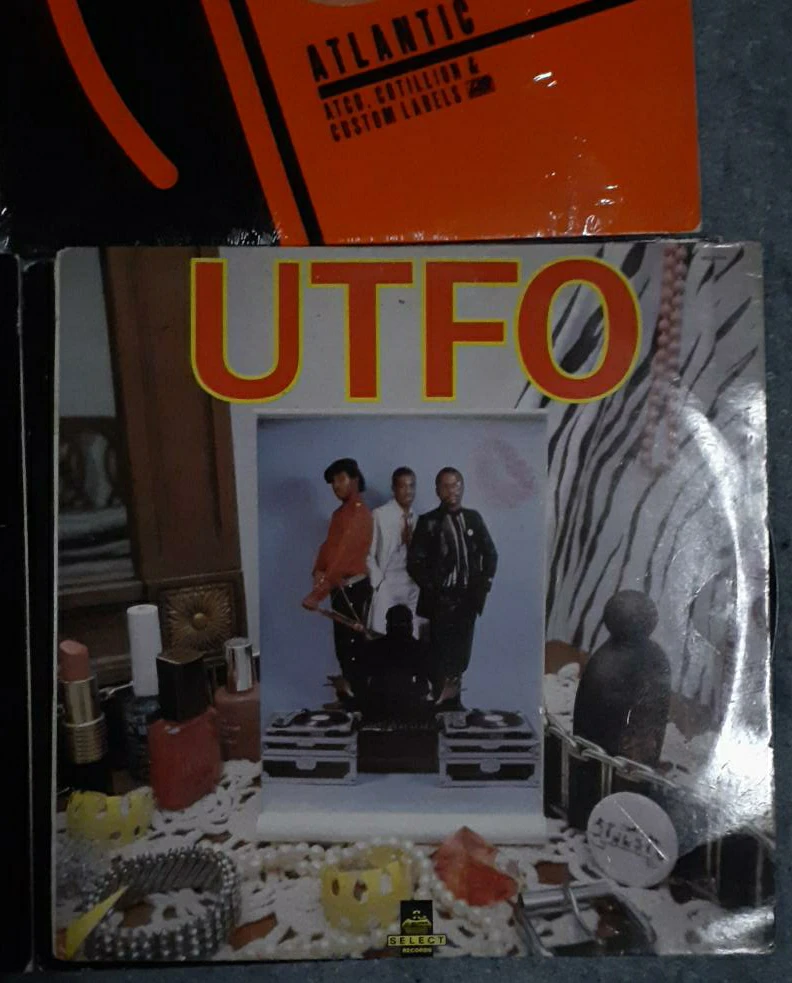 ATLANTIC
ATCO, COTILLION &
CUSTOM LABELS
UTFO
SELECT
RECORDS